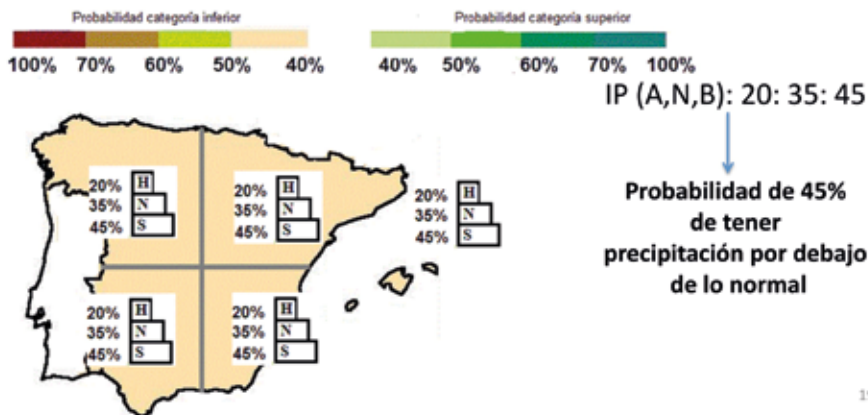 Probabilidad categoría inferior
Probabilidad categoría superior
100% 70% 60% 50% 40%
40% 50% 60% 70% 100%
IP (A,N,B): 20: 35: 45
Probabilidad de 45%
de tener
precipitación por debajo
de lo normal
20% H
35% N
45% S
20% H
35% N
45% S
20% H
35% N
45% S
20% H
35% N
45% S
20% H
35% N
45% S